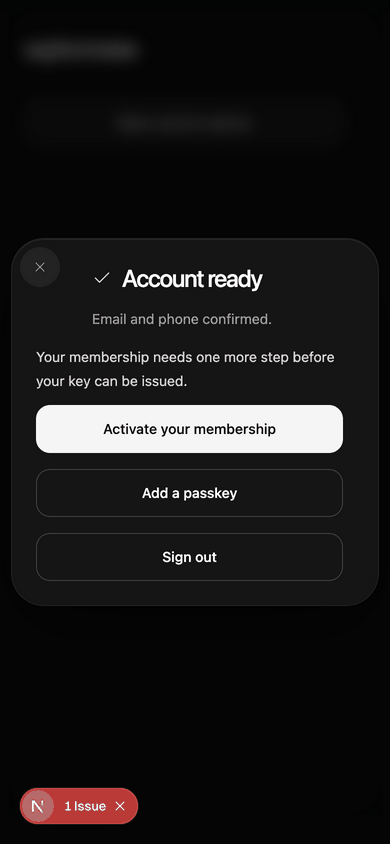 Account ready
Email and phone confirmed.
Your membership needs one more step before
your key can be issued.
Activate your membership
Add a passkey
Sign out
N 1 Issue